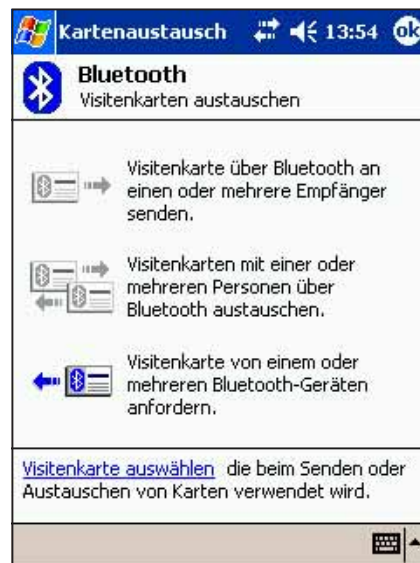 Kartenaustausch 13:54 ok
Bluetooth
Visitenkarten austauschen
Visitenkarte über Bluetooth an
einen oder mehrere Empfänger
senden.
Visitenkarten mit einer oder
mehreren Personen über
Bluetooth austauschen.
Visitenkarte von einem oder
mehreren Bluetooth-Geräten
anfordern.
Visitenkarte auswählen die beim Senden oder
Austauschen von Karten verwendet wird.